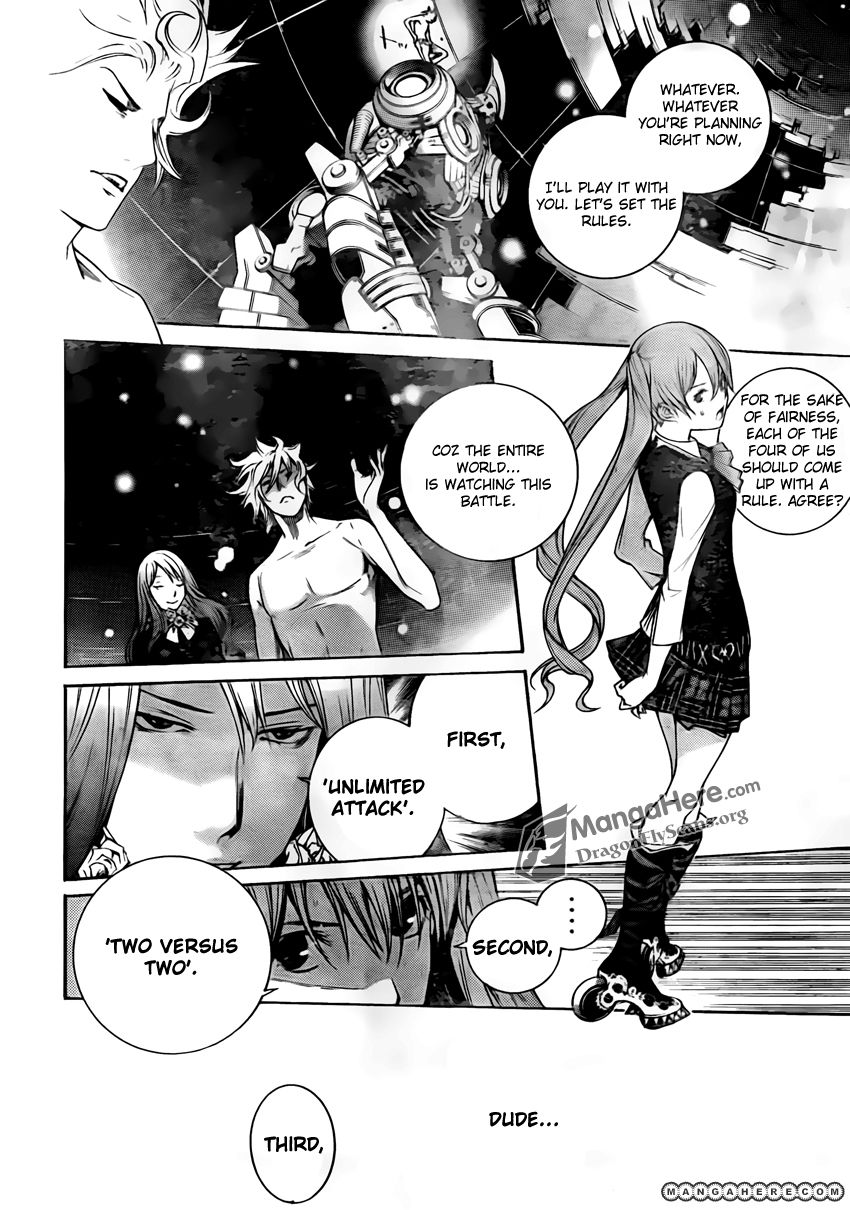 WHATEVER.
WHATEVER
YOU'RE PLANNING
RIGHT NOW,
I'LL PLAY IT WITH
YOU. LET'S SET THE
RULES.
FOR THE SAKE
OF FAIRNESS,
EACH OF THE
FOUR OF US
SHOULD COME
UP WITH A
RULE. AGREE?
COZ THE ENTIRE
WORLD...
IS WATCHING THIS
BATTLE.
FIRST,
'UNLIMITED
ATTACK'.
MangaHere.com
DragonFlyScans.org
...
SECOND,
'TWO VERSUS
TWO'.
DUDE...
THIRD,
MANGAHERE.COM